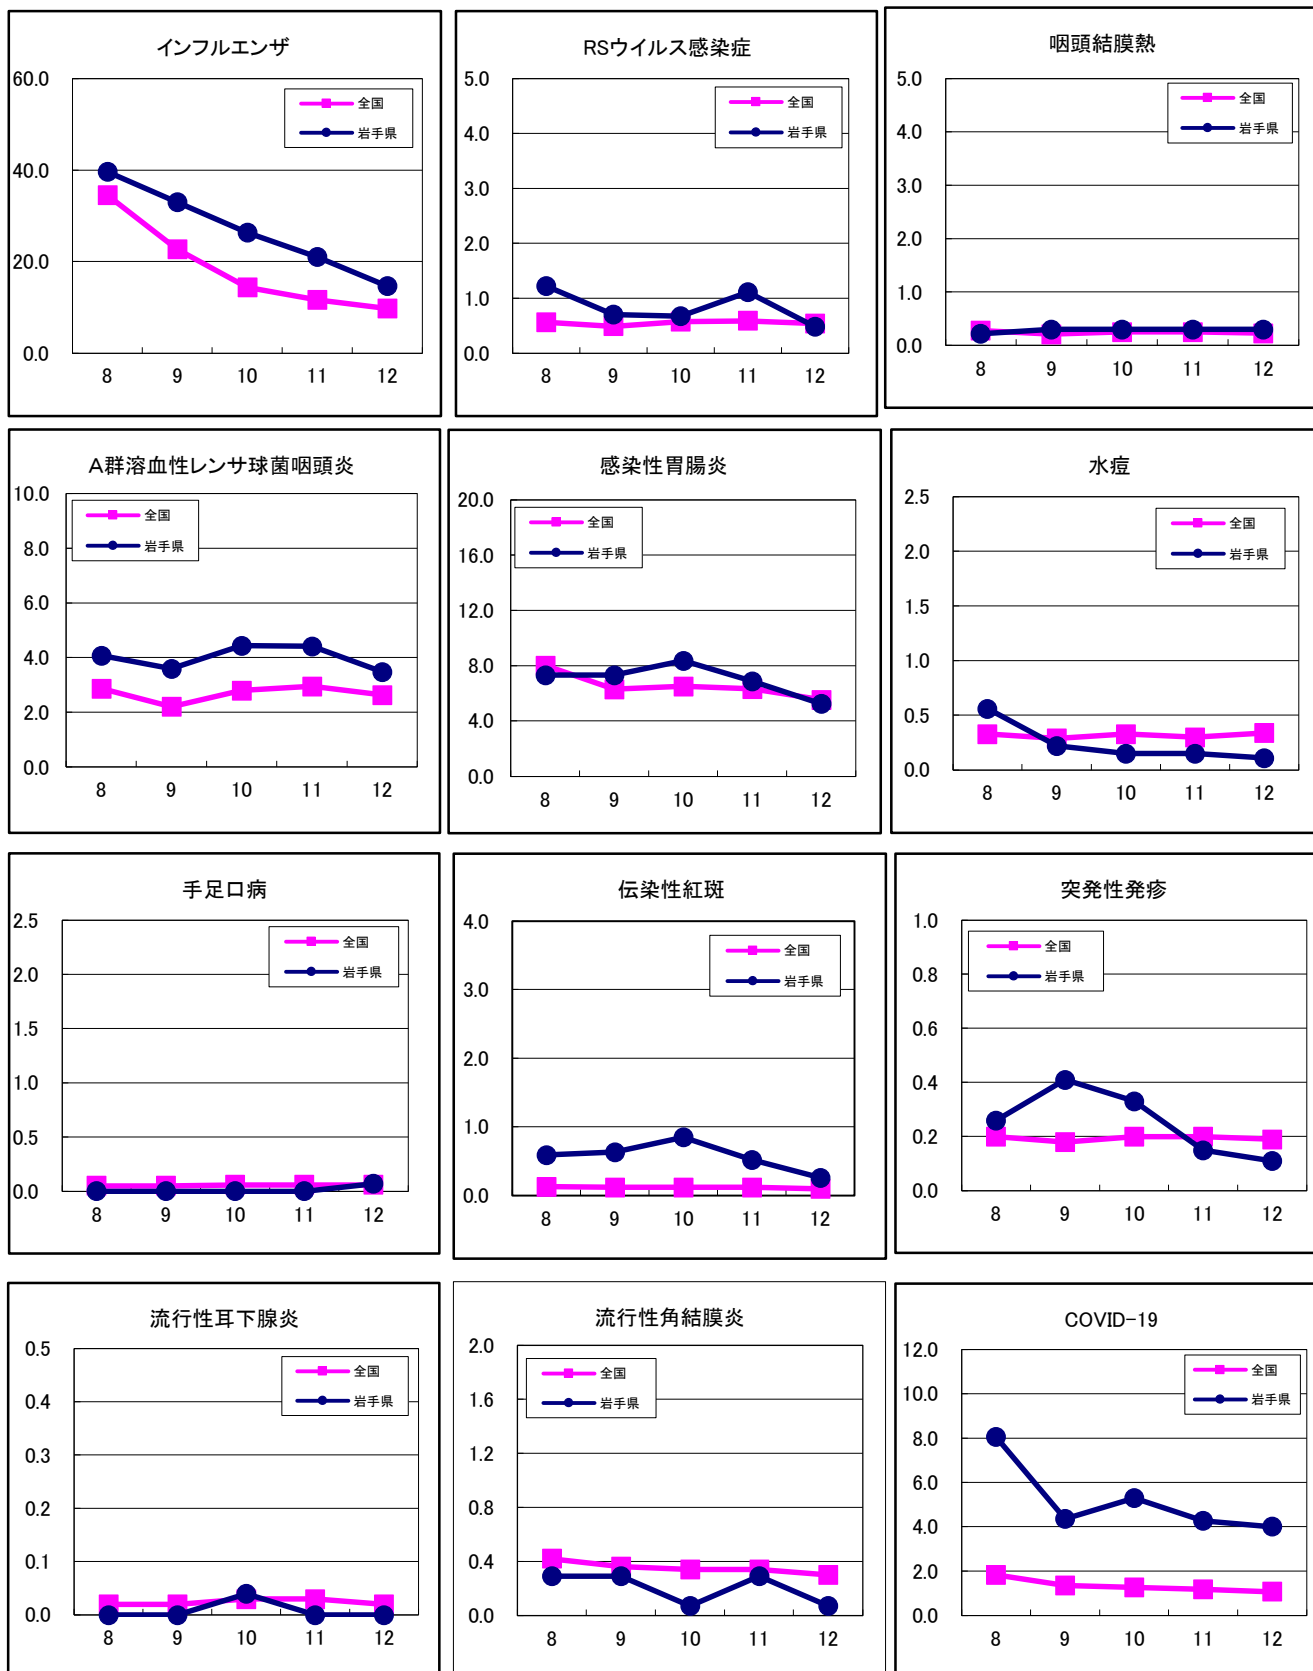 インフルエンザ
60.0
40.0
20.0
0.0
全国
岩手県
8 9 10 11 12
RSウイルス感染症
5.0
4.0
3.0
2.0
1.0
0.0
全国
岩手県
8 9 10 11 12
咽頭結膜熱
5.0
4.0
3.0
2.0
1.0
0.0
全国
岩手県
8 9 10 11 12
A群溶血性レンサ球菌咽頭炎
10.0
8.0
6.0
4.0
2.0
0.0
全国
岩手県
8 9 10 11 12
感染性胃腸炎
20.0
16.0
12.0
8.0
4.0
0.0
全国
岩手県
8 9 10 11 12
水痘
2.5
2.0
1.5
1.0
0.5
0.0
全国
岩手県
8 9 10 11 12
手足口病
2.5
2.0
1.5
1.0
0.5
0.0
全国
岩手県
8 9 10 11 12
伝染性紅斑
4.0
3.0
2.0
1.0
0.0
全国
岩手県
8 9 10 11 12
突発性発疹
1.0
0.8
0.6
0.4
0.2
0.0
全国
岩手県
8 9 10 11 12
流行性耳下腺炎
0.5
0.4
0.3
0.2
0.1
0.0
全国
岩手県
8 9 10 11 12
流行性角結膜炎
2.0
1.6
1.2
0.8
0.4
0.0
全国
岩手県
8 9 10 11 12
COVID-19
12.0
10.0
8.0
6.0
4.0
2.0
0.0
全国
岩手県
8 9 10 11 12